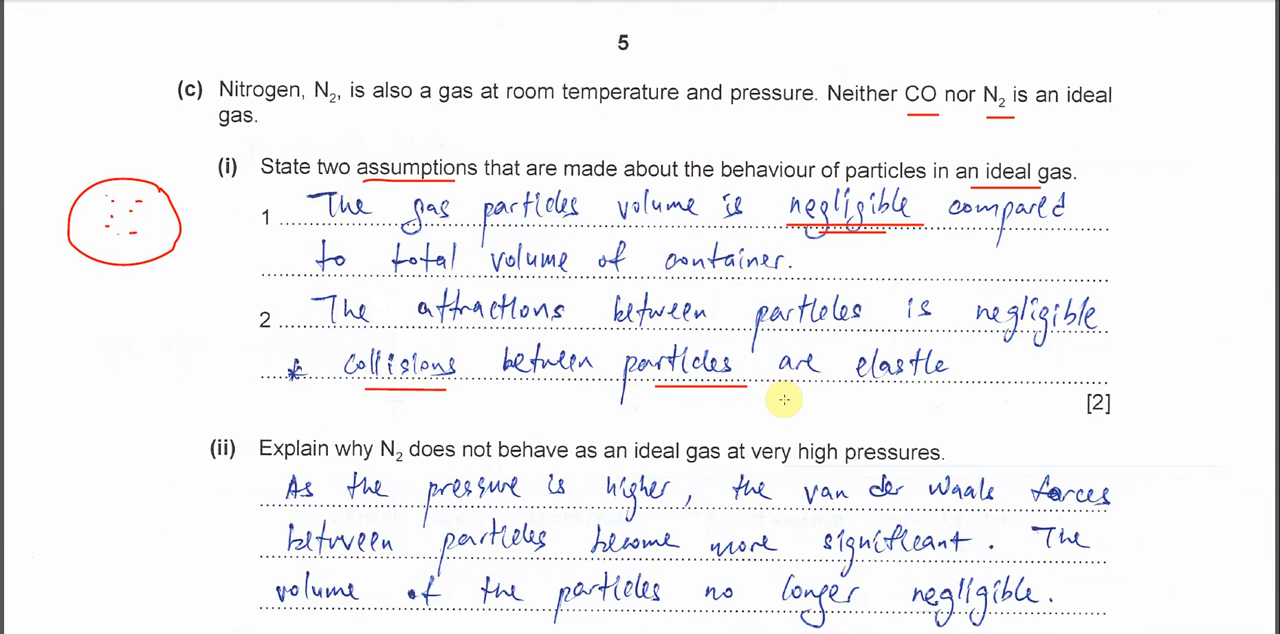 5
(c) Nitrogen, N₂, is also a gas at room temperature and pressure. Neither CO nor N₂ is an ideal
gas.
(i) State two assumptions that are made about the behaviour of particles in an ideal gas.
1 The gas particles volume is negligible compared
to total volume of container.
2 The attractions between particles is negligible
* collisions between particles are elastic
[2]
(ii) Explain why N₂ does not behave as an ideal gas at very high pressures.
As the pressure is higher, the van der Waals forces
between particles become more significant. The
volume of the particles no longer negligible.